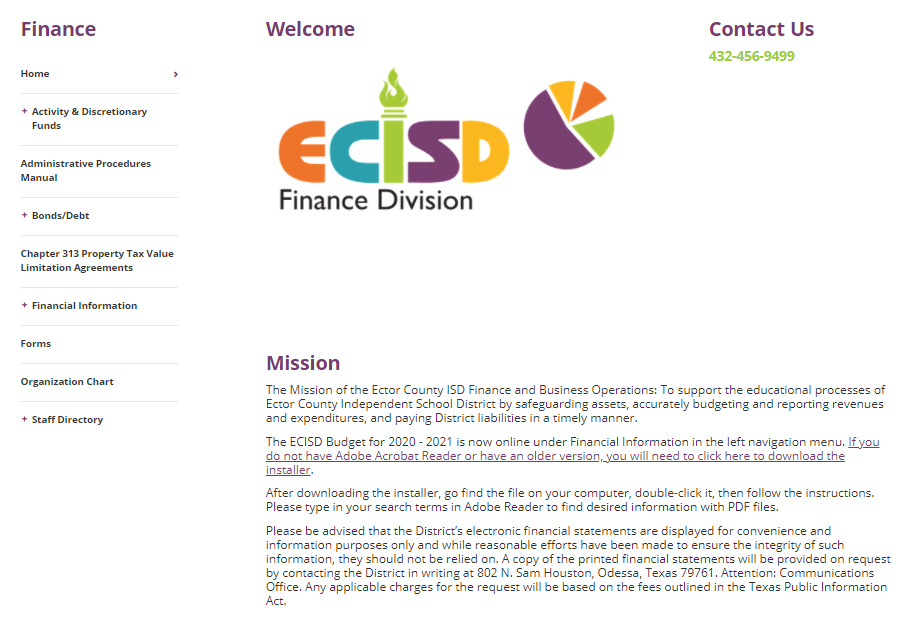 Finance
Home
+ Activity & Discretionary
Funds
Administrative Procedures
Manual
+ Bonds/Debt
Chapter 313 Property Tax Value
Limitation Agreements
+ Financial Information
Forms
Organization Chart
+ Staff Directory
Welcome
ECISD
Finance Division
Mission
The Mission of the Ector County ISD Finance and Business Operations: To support the educational processes of
Ector County Independent School District by safeguarding assets, accurately budgeting and reporting revenues
and expenditures, and paying District liabilities in a timely manner.
The ECISD Budget for 2020 - 2021 is now online under Financial Information in the left navigation menu. If you
do not have Adobe Acrobat Reader or have an older version, you will need to click here to download the
installer.
After downloading the installer, go find the file on your computer, double-click it, then follow the instructions.
Please type in your search terms in Adobe Reader to find desired information with PDF files.
Please be advised that the District’s electronic financial statements are displayed for convenience and
information purposes only and while reasonable efforts have been made to ensure the integrity of such
information, they should not be relied on. A copy of the printed financial statements will be provided on request
by contacting the District in writing at 802 N. Sam Houston, Odessa, Texas 79761. Attention: Communications
Office. Any applicable charges for the request will be based on the fees outlined in the Texas Public Information
Act.
Contact Us
432-456-9499